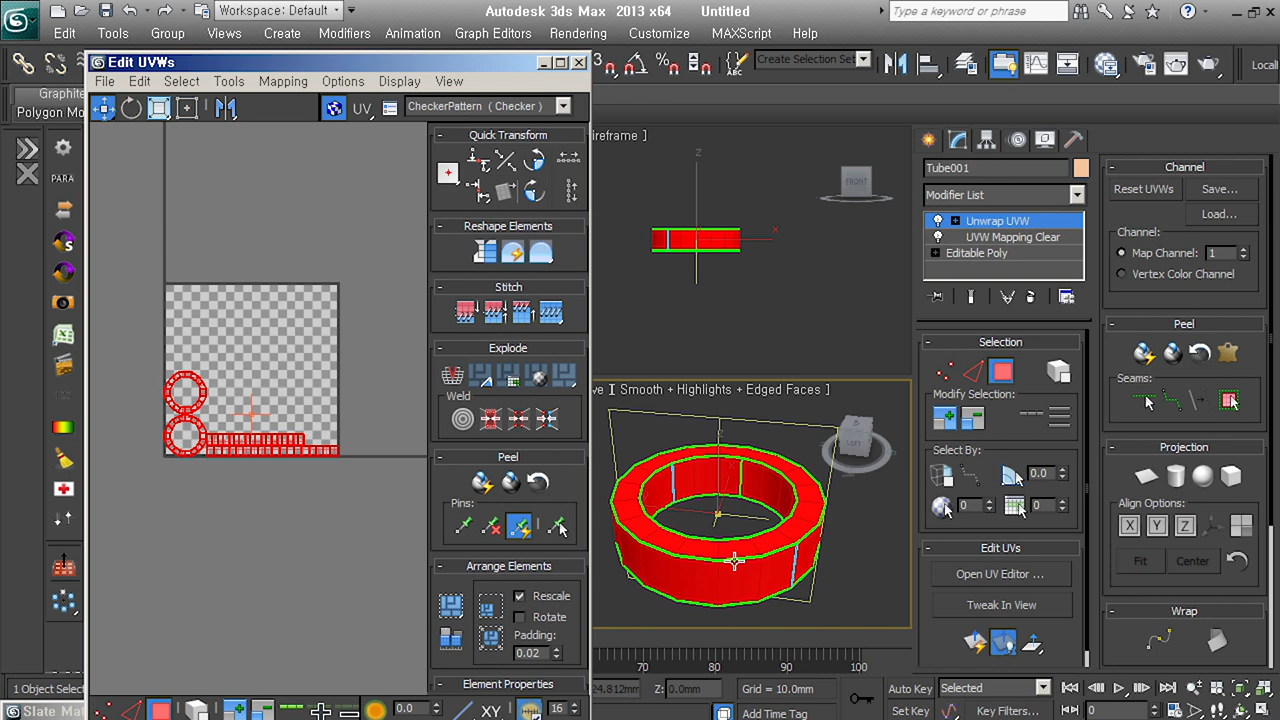 Workspace: Default
Autodesk 3ds Max 2013 x64
Untitled
Type a keyword or phrase
Edit
Tools
Group
Views
Create
Modifiers
Animation
Graph Editors
Rendering
Customize
MAXScript
Help
Create Selection Set
Graphite
Polygon Mo
PARA
Edit UVWs
File
Edit
Select
Tools
Mapping
Options
Display
View
UV
CheckerPattern ( Checker )
Quick Transform
Reshape Elements
Stitch
Explode
Weld
Peel
Pins:
Arrange Elements
Rescale
Rotate
Padding:
0.02
Element Properties
0.0
XY
16
ireframe ]
Z
X
FRONT
Smooth + Highlights + Edged Faces ]
LEFT
70
80
90
100
1 Object Select
24.812mm
Z: 0.0mm
Grid = 10.0mm
Add Time Tag
Auto Key
Selected
Set Key
Key Filters...
0
Slate Mat
Tube001
Modifier List
Unwrap UVW
UVW Mapping Clear
Editable Poly
Selection
Modify Selection:
Select By:
0.0
0
0
Edit UVs
Open UV Editor ...
Tweak In View
Channel
Reset UVWs
Save...
Load...
Channel:
Map Channel: 1
Vertex Color Channel
Peel
Seams:
Projection
Align Options:
X
Y
Z
Fit
Center
Wrap